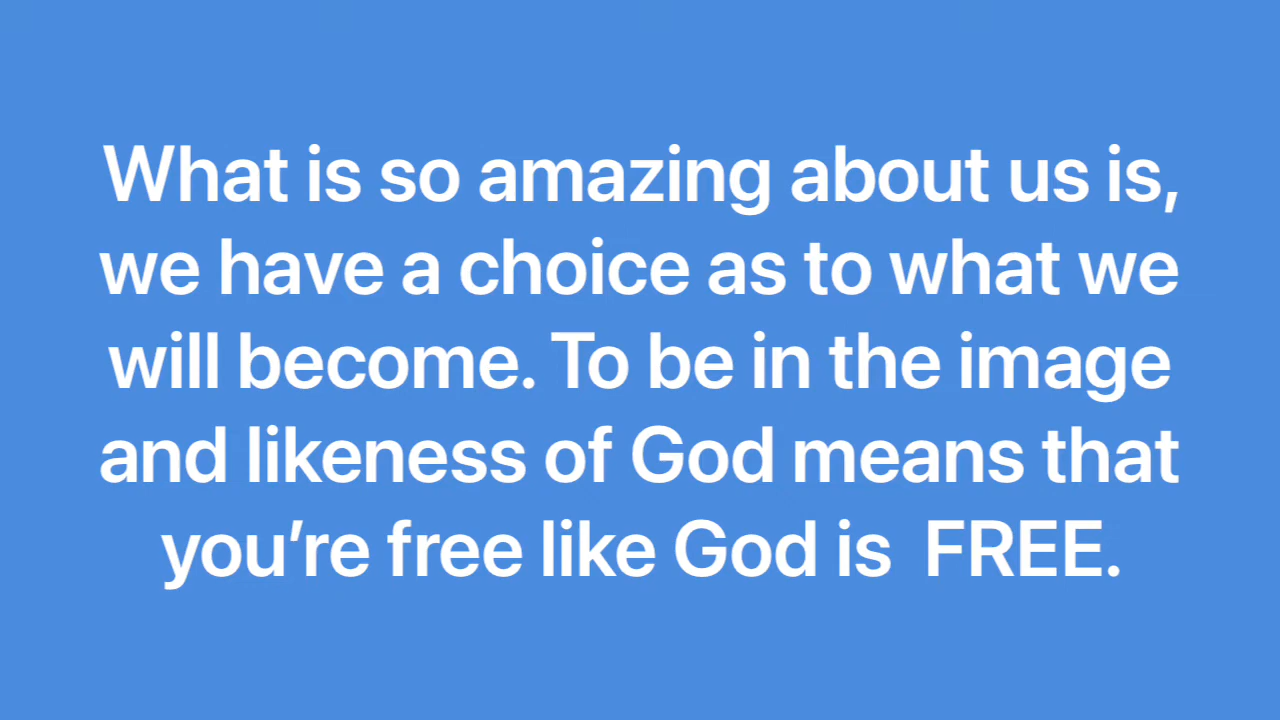 What is so amazing about us is,
we have a choice as to what we
will become. To be in the image
and likeness of God means that
you’re free like God is  FREE.